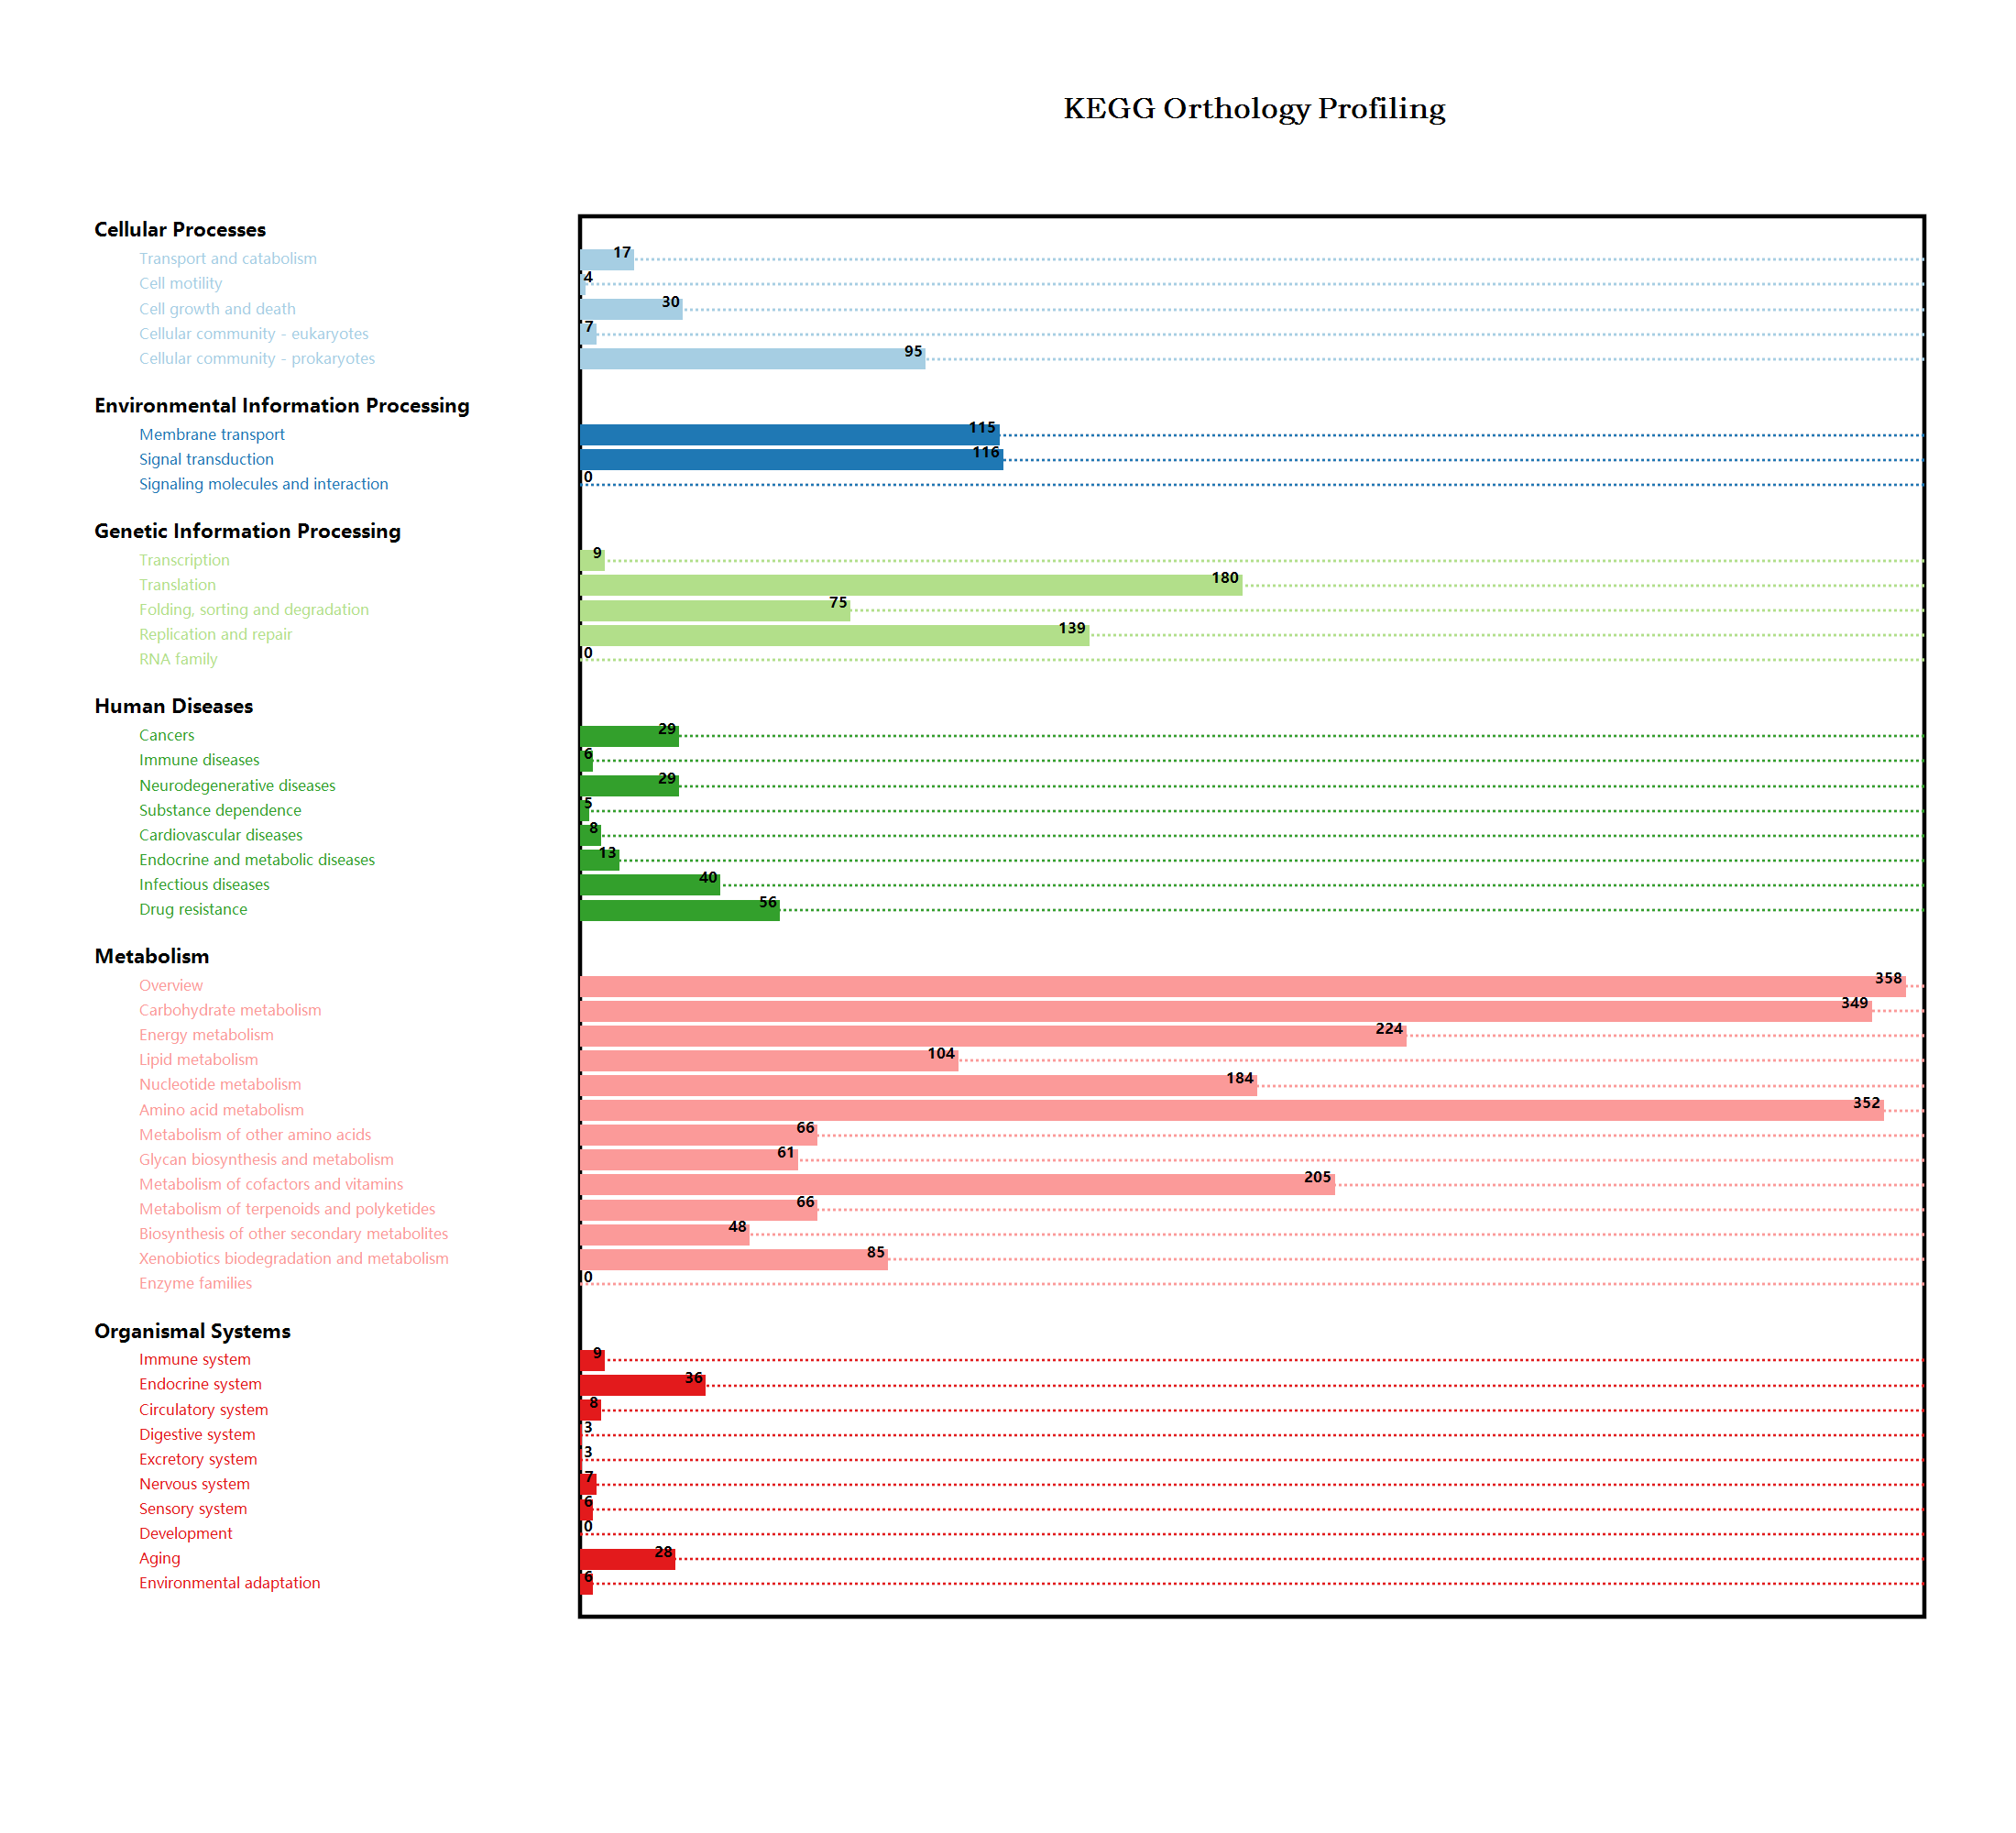 KEGG Orthology Profiling
Cellular Processes
Transport and catabolism 17
Cell motility 4
Cell growth and death 30
Cellular community - eukaryotes 7
Cellular community - prokaryotes 95
Environmental Information Processing
Membrane transport 115
Signal transduction 116
Signaling molecules and interaction 0
Genetic Information Processing
Transcription 9
Translation 180
Folding, sorting and degradation 75
Replication and repair 139
RNA family 0
Human Diseases
Cancers 29
Immune diseases 6
Neurodegenerative diseases 29
Substance dependence 5
Cardiovascular diseases 8
Endocrine and metabolic diseases 13
Infectious diseases 40
Drug resistance 56
Metabolism
Overview 358
Carbohydrate metabolism 349
Energy metabolism 224
Lipid metabolism 104
Nucleotide metabolism 184
Amino acid metabolism 352
Metabolism of other amino acids 66
Glycan biosynthesis and metabolism 61
Metabolism of cofactors and vitamins 205
Metabolism of terpenoids and polyketides 66
Biosynthesis of other secondary metabolites 48
Xenobiotics biodegradation and metabolism 85
Enzyme families 0
Organismal Systems
Immune system 9
Endocrine system 36
Circulatory system 8
Digestive system 3
Excretory system 3
Nervous system 7
Sensory system 6
Development 0
Aging 28
Environmental adaptation 6